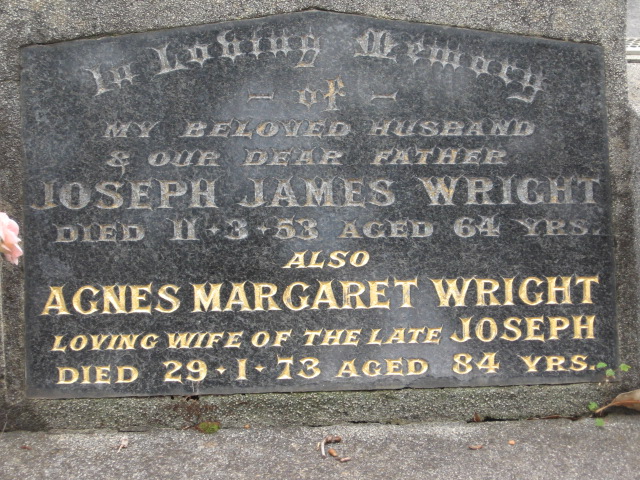 In Loving Memory
- of -
MY BELOVED HUSBAND
& OUR DEAR FATHER
JOSEPH JAMES WRIGHT
DIED 11·3·53 AGED 64 YRS.
ALSO
AGNES MARGARET WRIGHT
LOVING WIFE OF THE LATE JOSEPH
DIED 29·1·73 AGED 84 YRS.